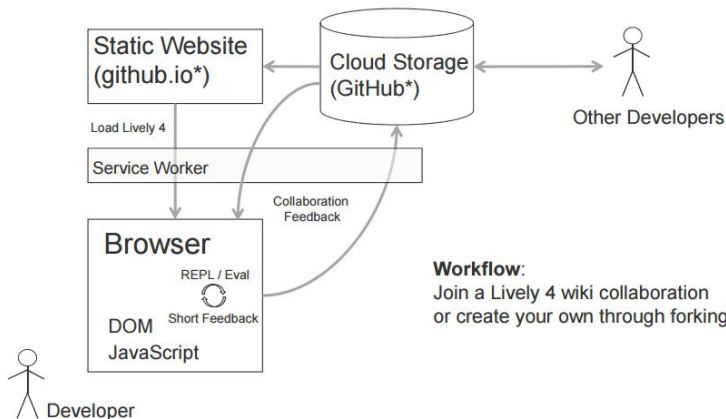 Static Website
(github.io*)
Cloud Storage
(GitHub*)
Other Developers
Load Lively 4
Service Worker
Collaboration
Feedback
Browser
REPL / Eval
Short Feedback
DOM
JavaScript
Workflow:
Join a Lively 4 wiki collaboration
or create your own through forking
Developer